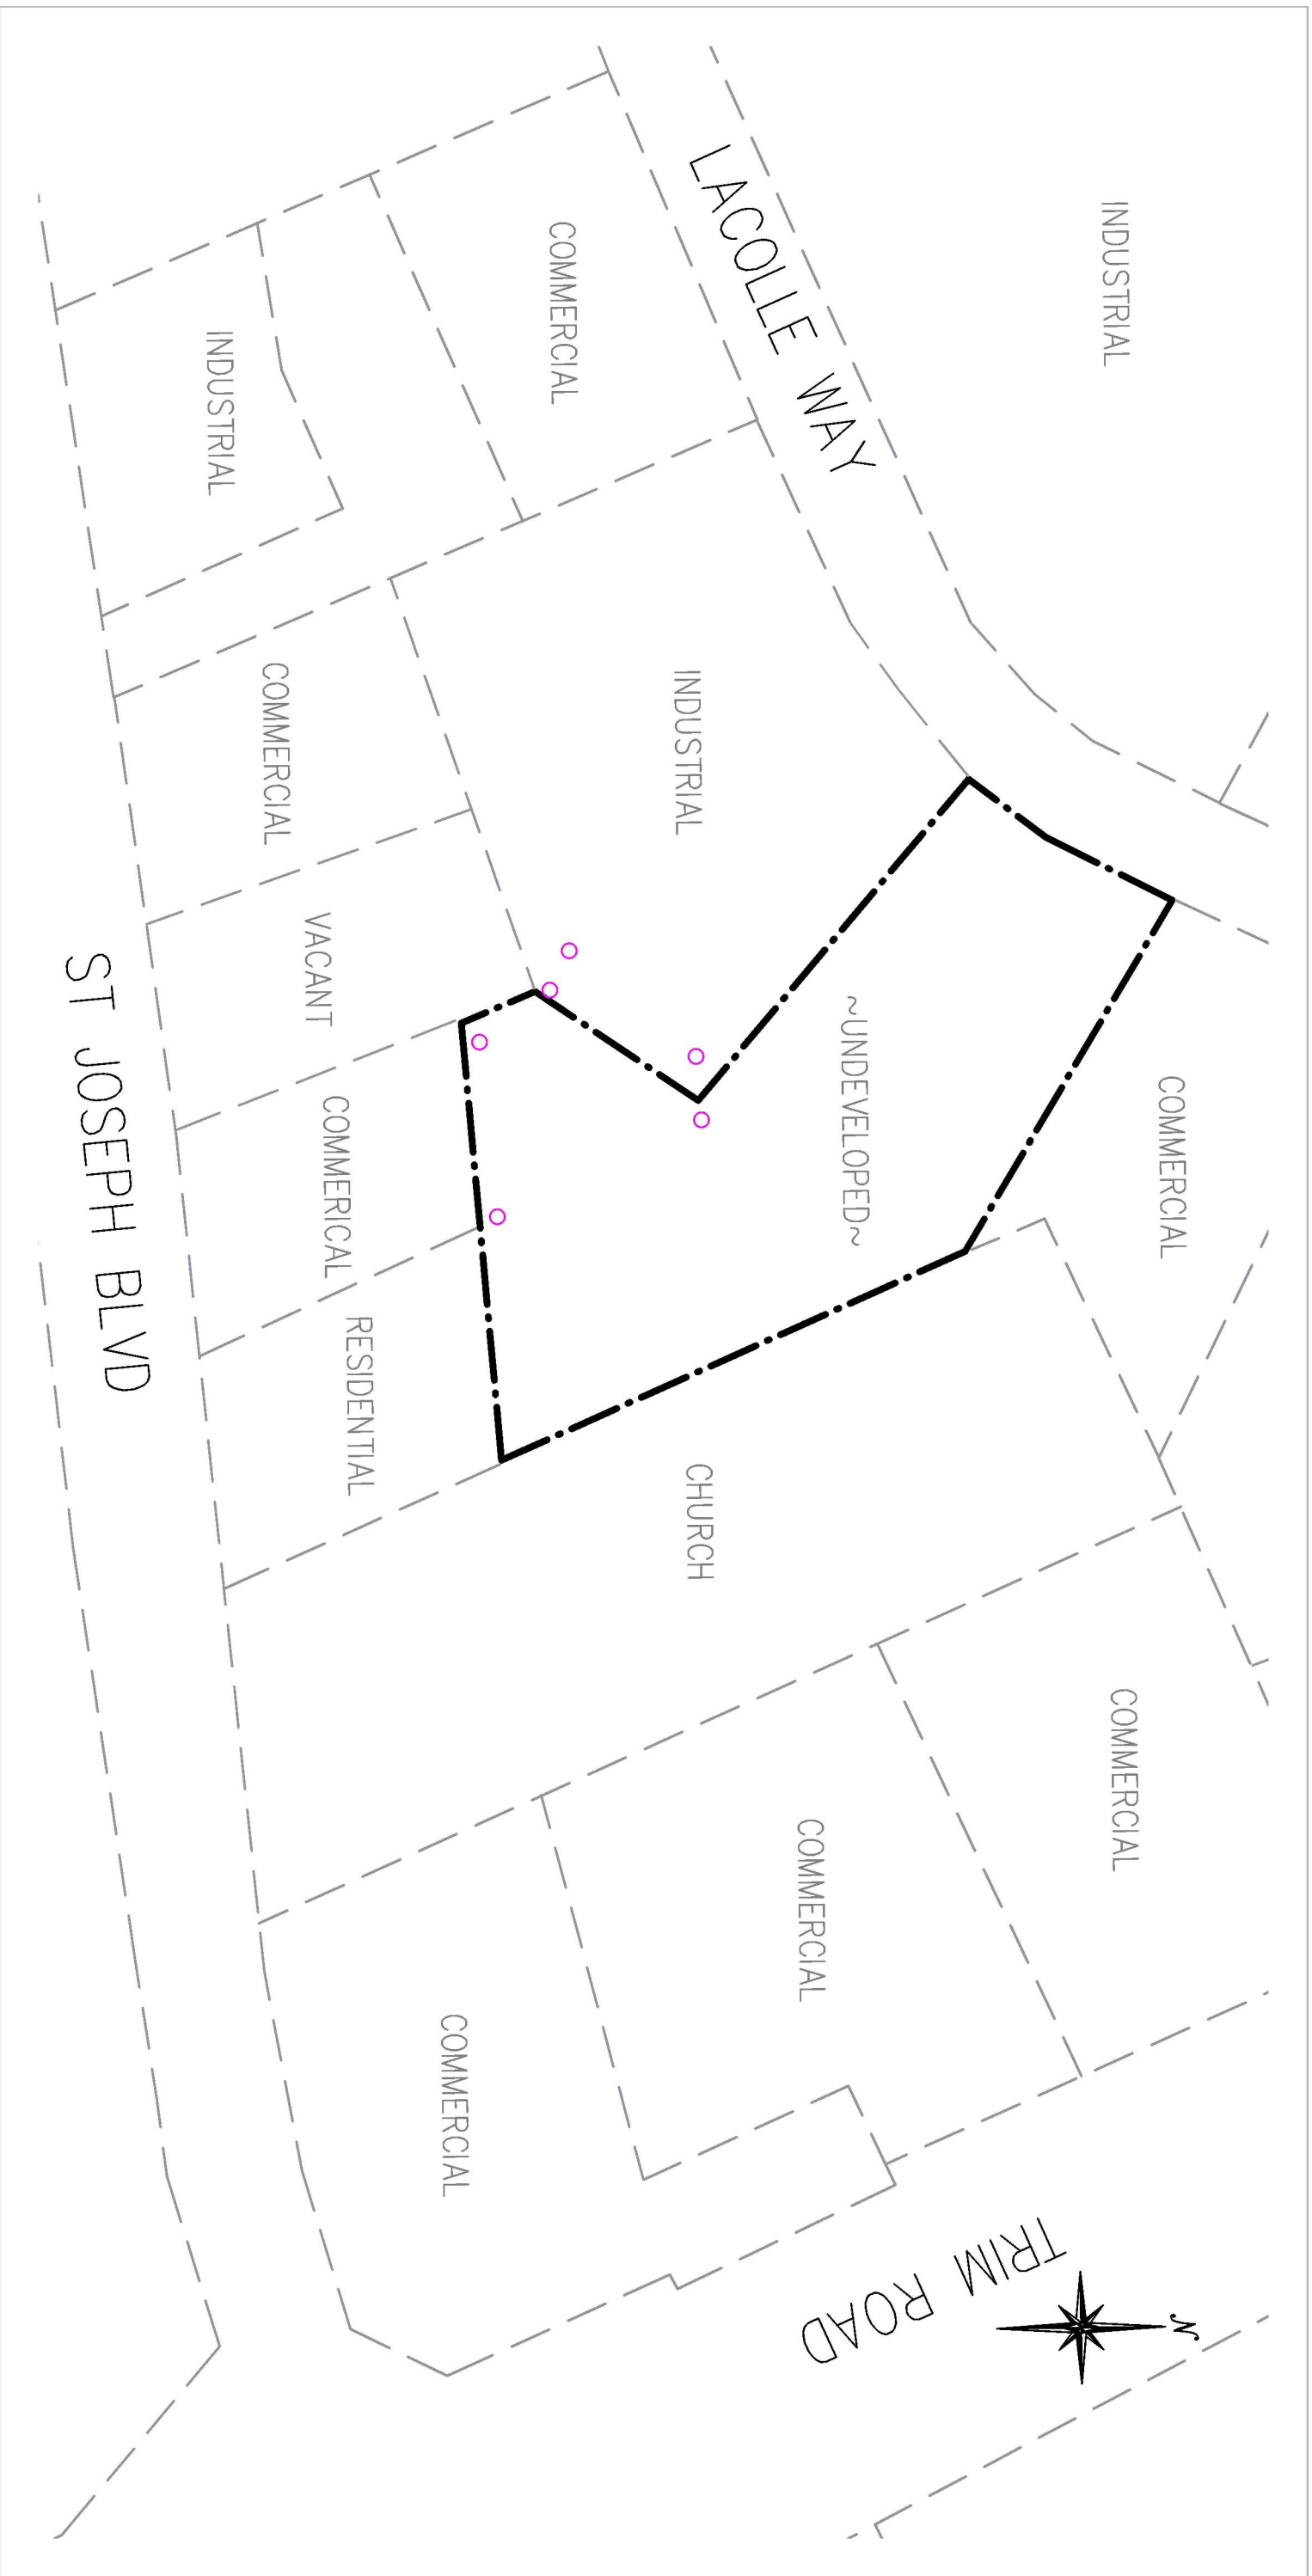 INDUSTRIAL
LACOLLE WAY
COMMERCIAL
INDUSTRIAL
INDUSTRIAL
COMMERCIAL
VACANT
~UNDEVELOPED~
COMMERCIAL
COMMERICAL
RESIDENTIAL
ST JOSEPH BLVD
CHURCH
COMMERCIAL
COMMERCIAL
COMMERCIAL
TRIM ROAD
N